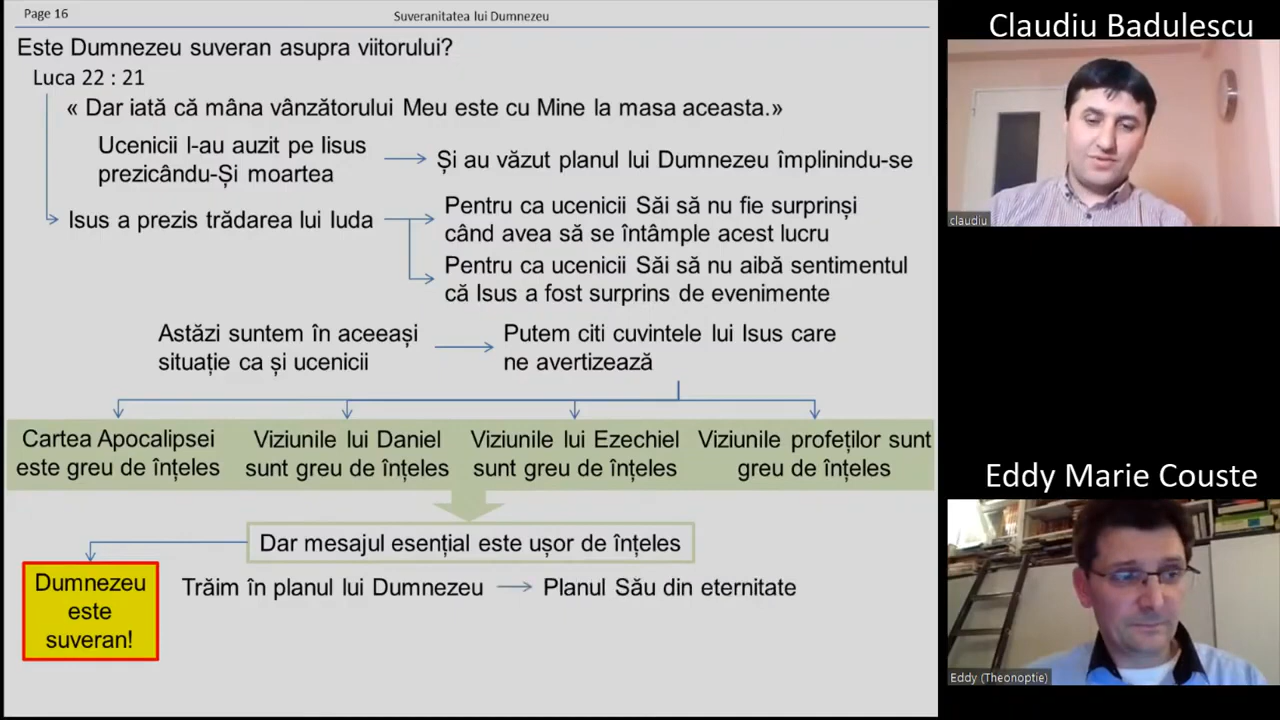 Page 16
Suveranitatea lui Dumnezeu
Este Dumnezeu suveran asupra viitorului?
Luca 22 : 21
« Dar iată că mâna vânzătorului Meu este cu Mine la masa aceasta.»
Ucenicii l-au auzit pe Iisus
prezicându-Și moartea
Și au văzut planul lui Dumnezeu împlinindu-se
Isus a prezis trădarea lui Iuda
Pentru ca ucenicii Săi să nu fie surprinși
când avea să se întâmple acest lucru
Pentru ca ucenicii Săi să nu aibă sentimentul
că Isus a fost surprins de evenimente
Astăzi suntem în aceeași
situație ca și ucenicii
Putem citi cuvintele lui Isus care
ne avertizează
Cartea Apocalipsei
este greu de înțeles
Viziunile lui Daniel
sunt greu de înțeles
Viziunile lui Ezechiel
sunt greu de înțeles
Viziunile profeților sunt
greu de înțeles
Dar mesajul esențial este ușor de înțeles
Dumnezeu
este
suveran!
Trăim în planul lui Dumnezeu
Planul Său din eternitate
Claudiu Badulescu
claudiu
Eddy Marie Couste
Eddy (Theonoptie)